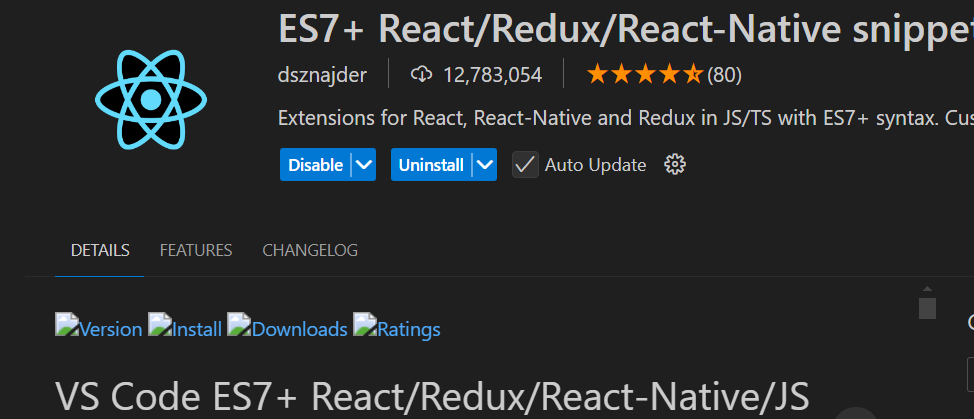 ES7+ React/Redux/React-Native snippet
dsznajder 12,783,054 (80)
Extensions for React, React-Native and Redux in JS/TS with ES7+ syntax. Cus
Disable Uninstall Auto Update
DETAILS FEATURES CHANGELOG
Version Install Downloads Ratings
VS Code ES7+ React/Redux/React-Native/JS